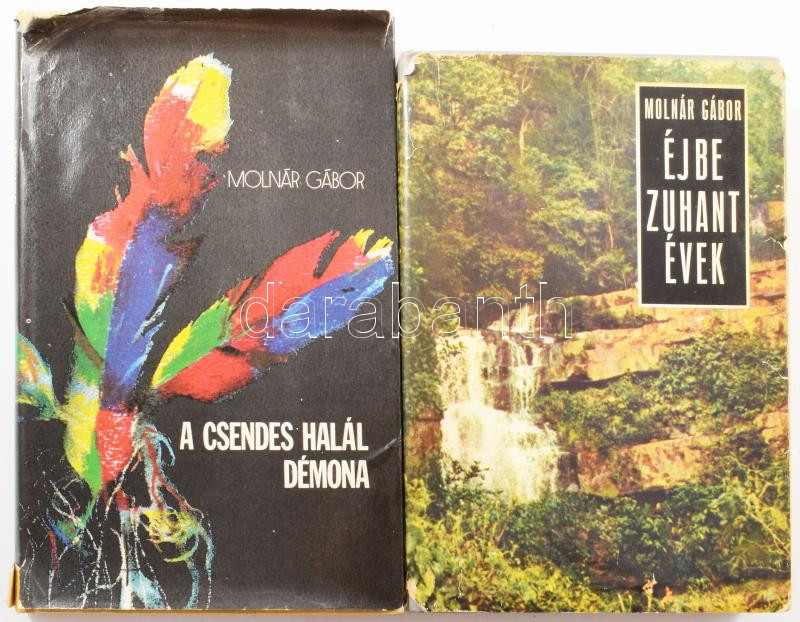 MOLNÁR GÁBOR
A CSENDES HALÁL
DÉMONA
MOLNÁR GÁBOR
ÉJBE
ZUHANT
ÉVEK
darabanth